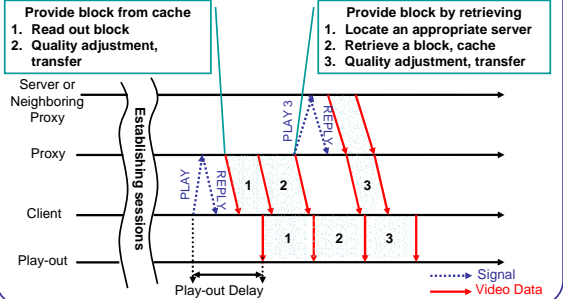 Provide block from cache
1. Read out block
2. Quality adjustment,
transfer
Provide block by retrieving
1. Locate an appropriate server
2. Retrieve a block, cache
3. Quality adjustment, transfer
Server or
Neighboring
Proxy
Establishing sessions
PLAY 3
REPLY
Proxy
PLAY
REPLY
1
2
3
Client
1
2
3
Play-out
Play-out Delay
Signal
Video Data